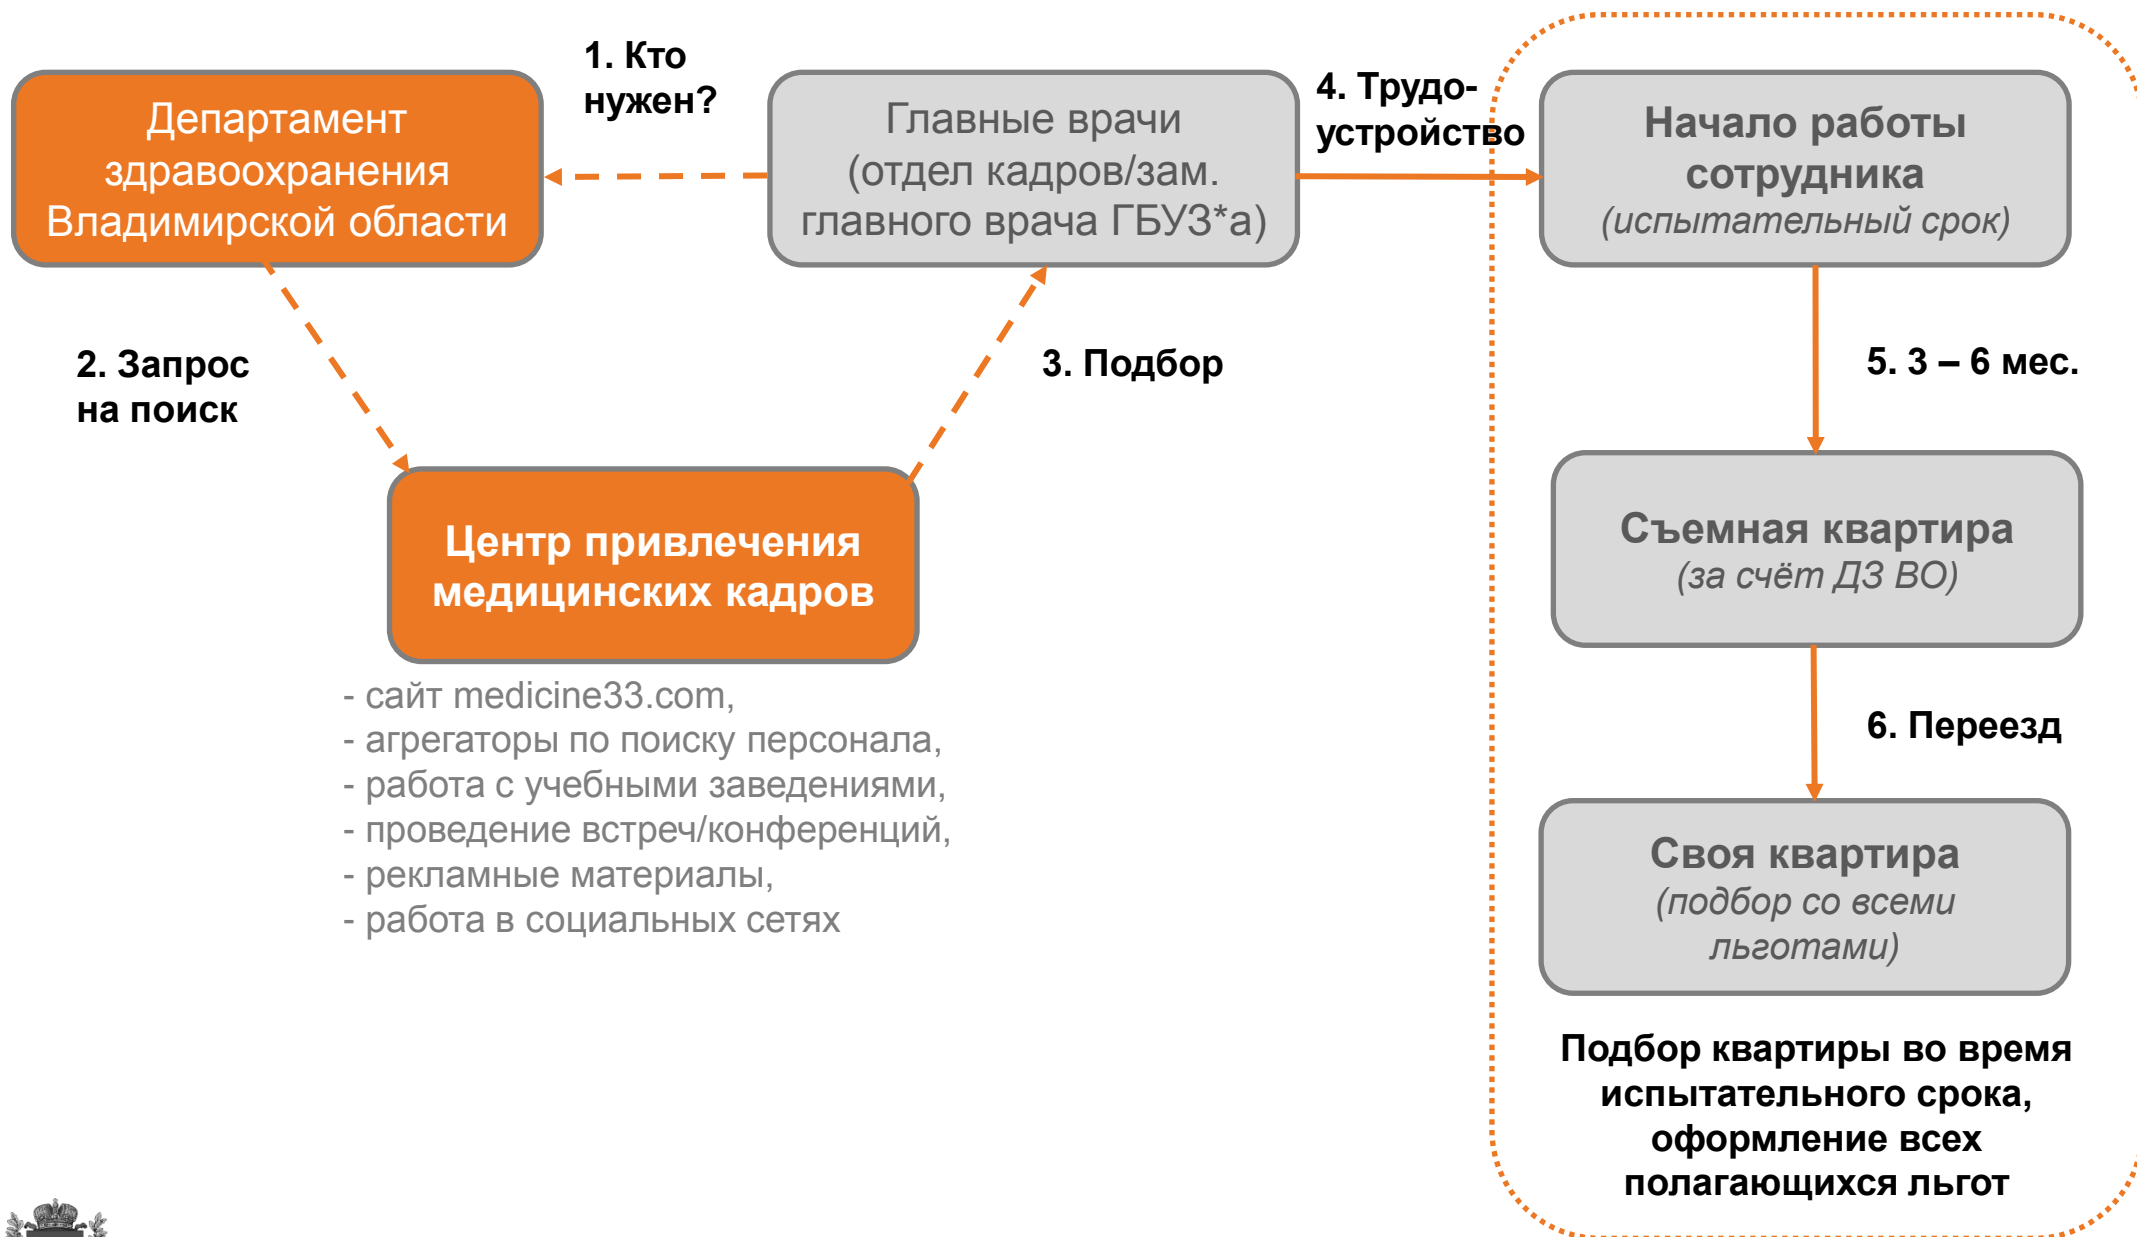 1. Кто
нужен?
Департамент
здравоохранения
Владимирской области
Главные врачи
(отдел кадров/зам.
главного врача ГБУЗ*а)
4. Трудо-
устройство
Начало работы
сотрудника
(испытательный срок)
2. Запрос
на поиск
3. Подбор
5. 3 – 6 мес.
Центр привлечения
медицинских кадров
Съемная квартира
(за счёт ДЗ ВО)
- сайт medicine33.com,
- агрегаторы по поиску персонала,
- работа с учебными заведениями,
- проведение встреч/конференций,
- рекламные материалы,
- работа в социальных сетях
6. Переезд
Своя квартира
(подбор со всеми
льготами)
Подбор квартиры во время
испытательного срока,
оформление всех
полагающихся льгот